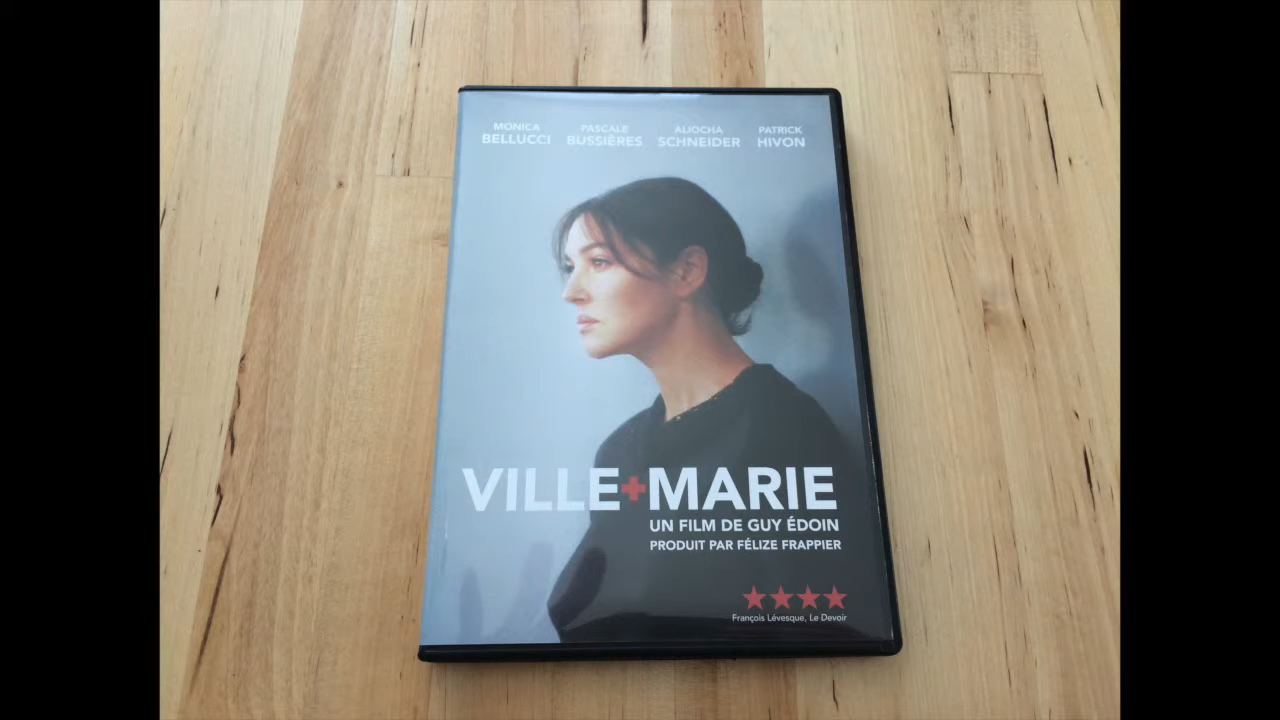 MONICA PASCALE ALIOCHA PATRICK
BELLUCCI BUSSIÈRES SCHNEIDER HIVON
VILLE+MARIE
UN FILM DE GUY ÉDOIN
PRODUIT PAR FÉLIZE FRAPPIER
★★★★
François Lévesque, Le Devoir